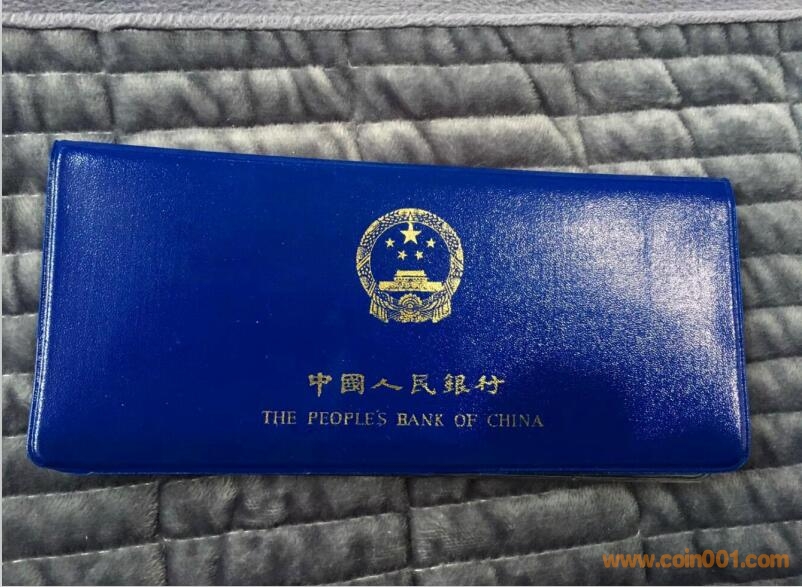 中國人民銀行
THE PEOPLE'S BANK OF CHINA
www.coin001.com